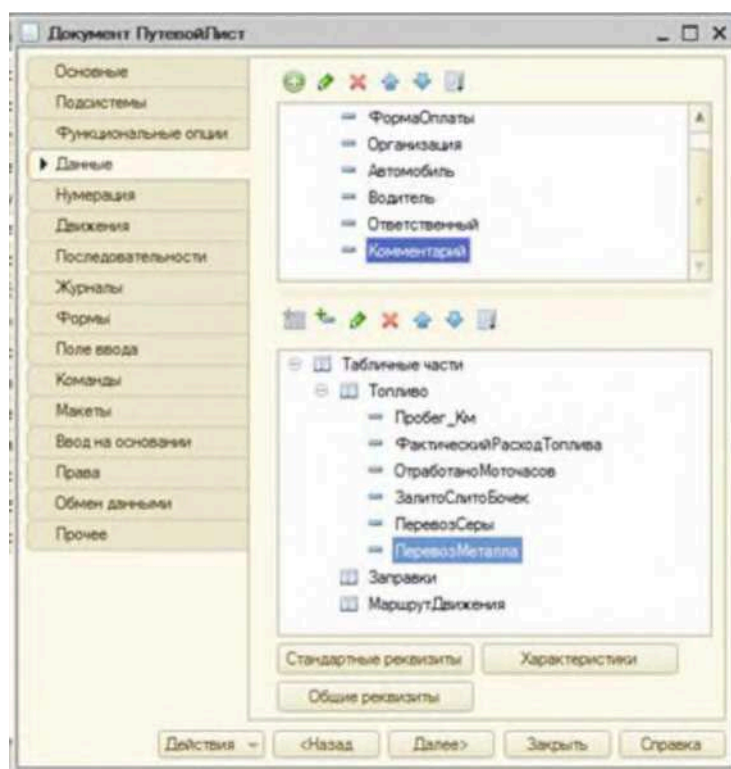 Документ ПутевойЛист
Основные
Подсистемы
Функциональные опции
Данные
Нумерация
Движения
Последовательности
Журналы
Формы
Поле ввода
Команды
Макеты
Ввод на основании
Права
Обмен данными
Прочее
ФормаОплаты
Организация
Автомобиль
Водитель
Ответственный
Комментарий
Табличные части
Топливо
Пробег_Км
ФактическийРасходТоплива
ОтработаноМоточасов
ЗалитоСлитоБочек
ПеревозСеры
ПеревозМеталла
Заправки
МаршрутДвижения
Стандартные реквизиты
Характеристики
Общие реквизиты
Действия
<Назад
Далее>
Закрыть
Справка